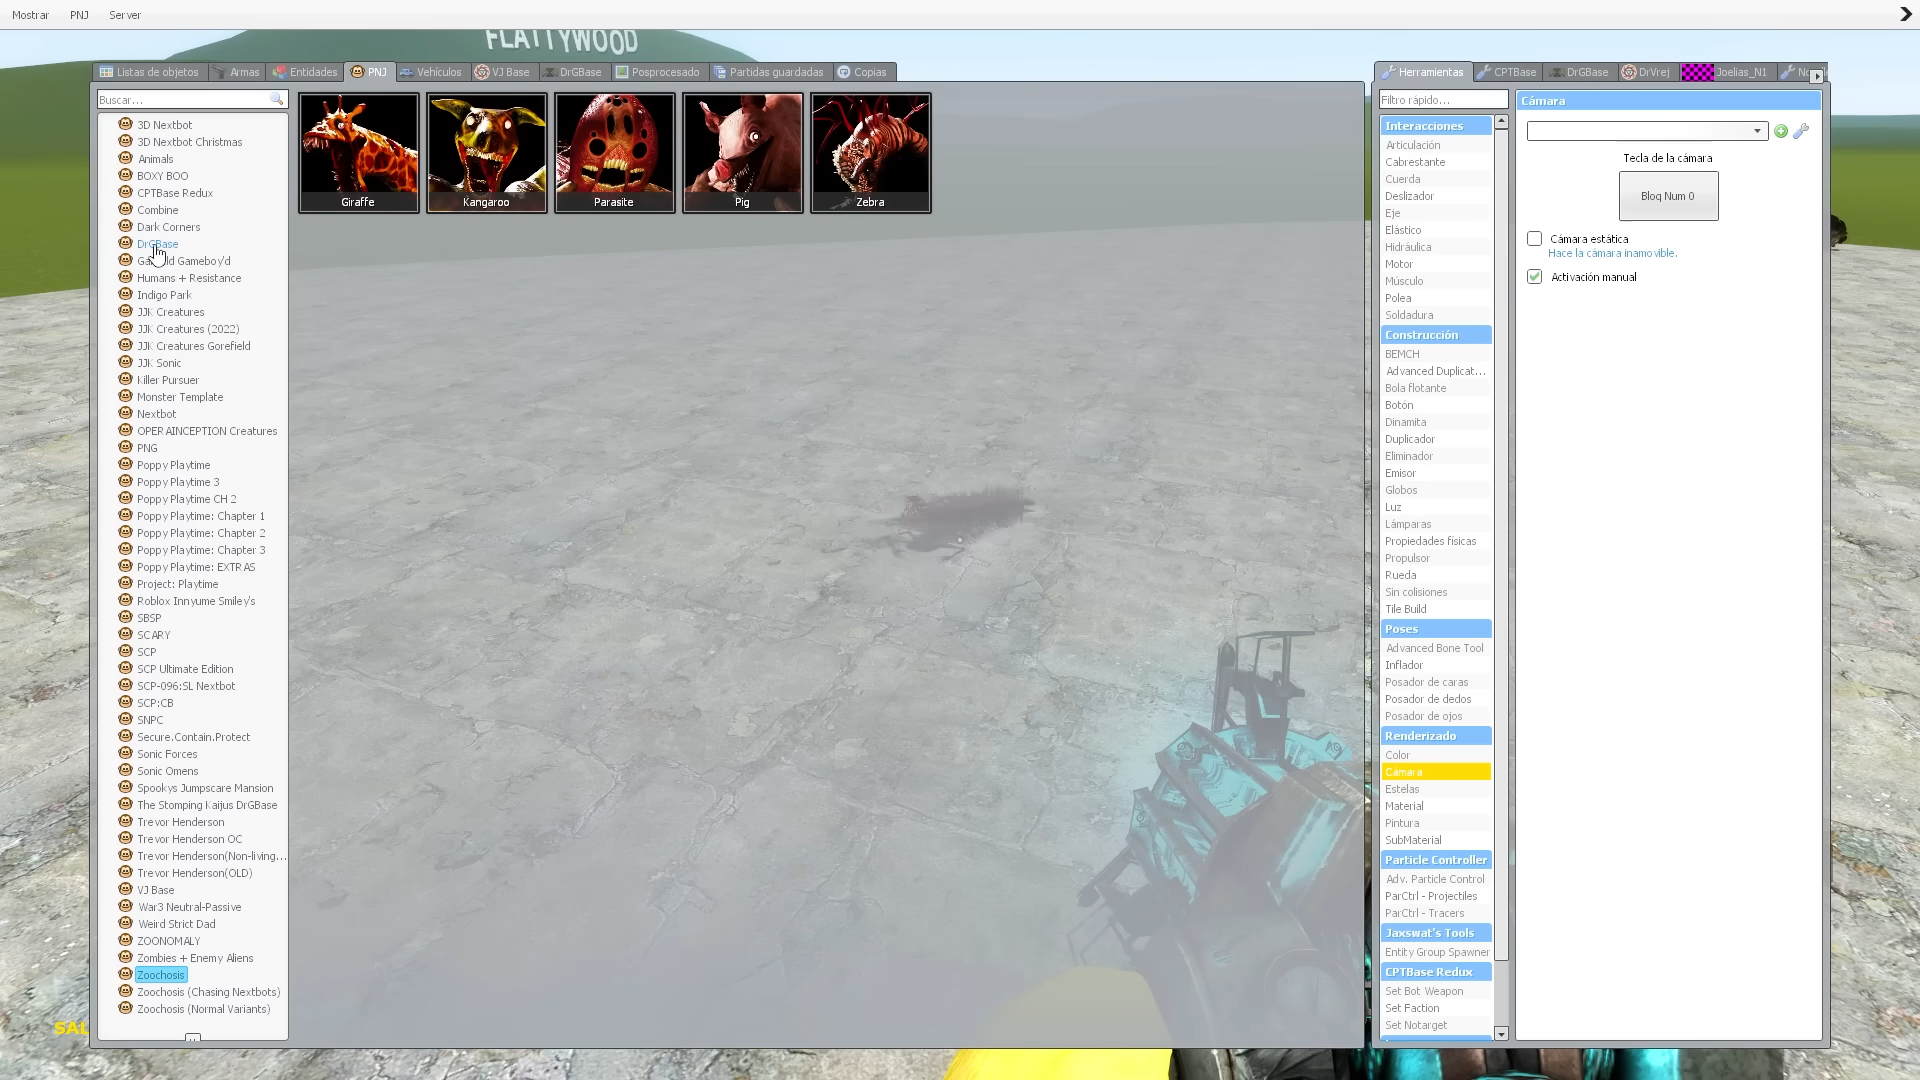 Mostrar PNJ Server
FLATTYWOOD
Listas de objetos Armas Entidades PNJ Vehículos VJ Base DrGBase Posprocesado Partidas guardadas Copias
Buscar...
3D Nextbot
3D Nextbot Christmas
Animals
BOXY BOO
CPTBase Redux
Combine
Dark Corners
DrGBase
Gameboy'd
Humans + Resistance
Indigo Park
JJK Creatures
JJK Creatures (2022)
JJK Creatures Gorefield
JJK Sonic
Killer Pursuer
Monster Template
Nextbot
OPERAINCEPTION Creatures
PNG
Poppy Playtime
Poppy Playtime 3
Poppy Playtime CH 2
Poppy Playtime: Chapter 1
Poppy Playtime: Chapter 2
Poppy Playtime: Chapter 3
Poppy Playtime: EXTRAS
Project: Playtime
Roblox Innyume Smiley's
SBSP
SCARY
SCP
SCP Ultimate Edition
SCP-096:SL Nextbot
SCP:CB
SNPC
Secure.Contain.Protect
Sonic Forces
Sonic Omens
Spookys Jumpscare Mansion
The Stomping Kaijus DrGBase
Trevor Henderson
Trevor Henderson OC
Trevor Henderson(Non-living...
Trevor Henderson(OLD)
VJ Base
War3 Neutral-Passive
Weird Strict Dad
ZOONOMALY
Zombies + Enemy Aliens
Zoochosis
Zoochosis (Chasing Nextbots)
Zoochosis (Normal Variants)
Giraffe Kangaroo Parasite Pig Zebra
SAL
Herramientas CPTBase DrGBase DrVrej Joelias_N1
Filtro rápido...
Interacciones
Articulación
Cabrestante
Cuerda
Deslizador
Eje
Elástico
Hidráulica
Motor
Músculo
Polea
Soldadura
Construcción
BEMCH
Advanced Duplicat...
Bola flotante
Botón
Dinamita
Duplicador
Eliminador
Emisor
Globos
Luz
Lámparas
Propiedades físicas
Propulsor
Rueda
Sin colisiones
Tile Build
Poses
Advanced Bone Tool
Inflador
Posador de caras
Posador de dedos
Posador de ojos
Renderizado
Color
Cámara
Estelas
Material
Pintura
SubMaterial
Particle Controller
Adv. Particle Control
ParCtrl - Projectiles
ParCtrl - Tracers
Jaxswat's Tools
Entity Group Spawner
CPTBase Redux
Set Bot Weapon
Set Faction
Set Notarget
Cámara
Tecla de la cámara
Bloq Num 0
Cámara estática
Hace la cámara inamovible.
Activación manual